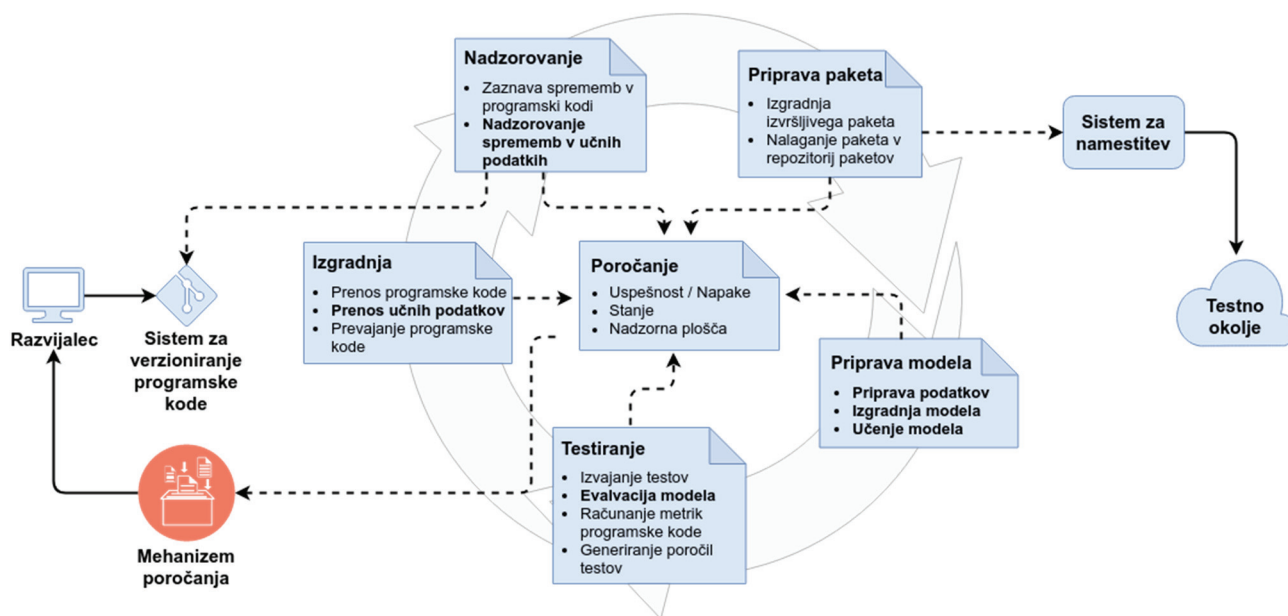 Nadzorovanje
• Zaznava sprememb v
programski kodi
• Nadzorovanje
sprememb v učnih
podatkih
Priprava paketa
• Izgradnja
izvršljivega paketa
• Nalaganje paketa v
repozitorij paketov
Sistem za
namestitev
Izgradnja
• Prenos programske kode
• Prenos učnih podatkov
• Prevajanje programske
kode
Poročanje
• Uspešnost / Napake
• Stanje
• Nadzorna plošča
Testno
okolje
Razvijalec
Sistem za
verzioniranje
programske
kode
Priprava modela
• Priprava podatkov
• Izgradnja modela
• Učenje modela
Testiranje
• Izvajanje testov
• Evalvacija modela
• Računanje metrik
programske kode
• Generiranje poročil
testov
Mehanizem
poročanja